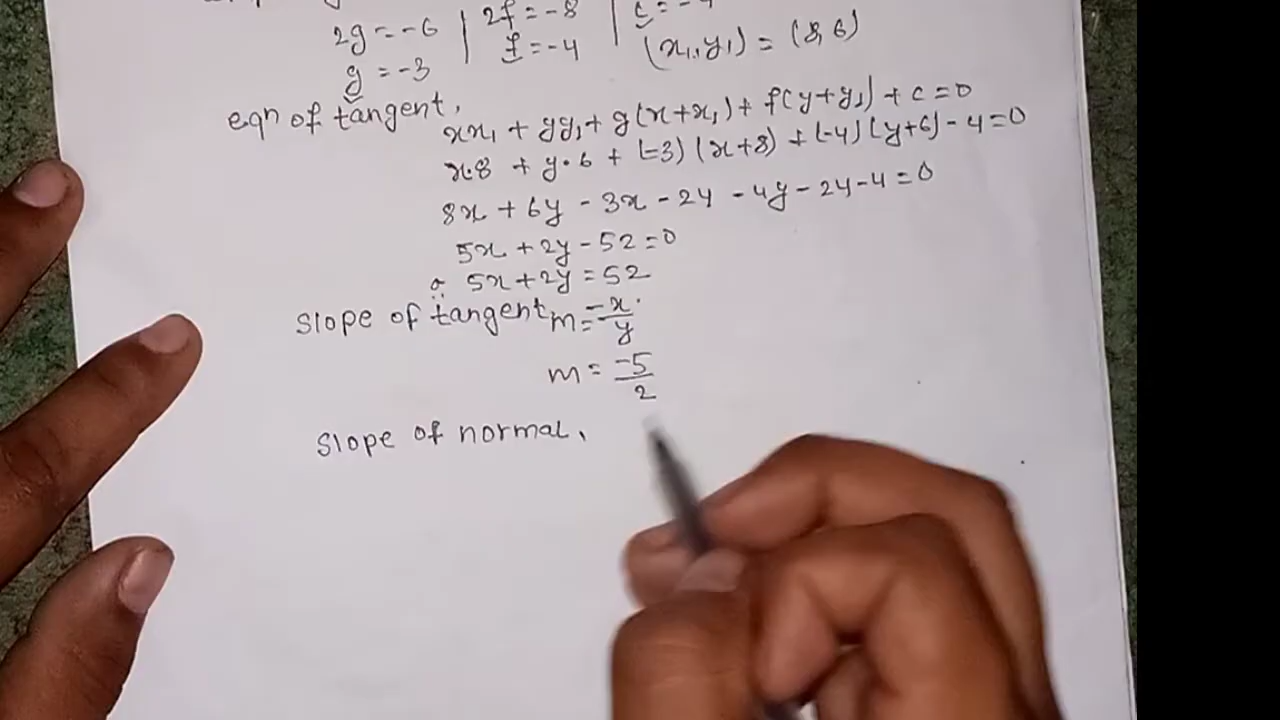 2g = -6 | 2f = -8 | c = -4
g = -3 | f = -4 | (x₁, y₁) = (8, 6)
eqn of tangent,
xx₁ + yy₁ + g(x+x₁) + f(y+y₁) + c = 0
x.8 + y.6 + (-3)(x+8) + (-4)(y+6) - 4 = 0
8x + 6y - 3x - 24 - 4y - 24 - 4 = 0
5x + 2y - 52 = 0
5x + 2y = 52
slope of tangent m = -x/y
m = -5/2
slope of normal,